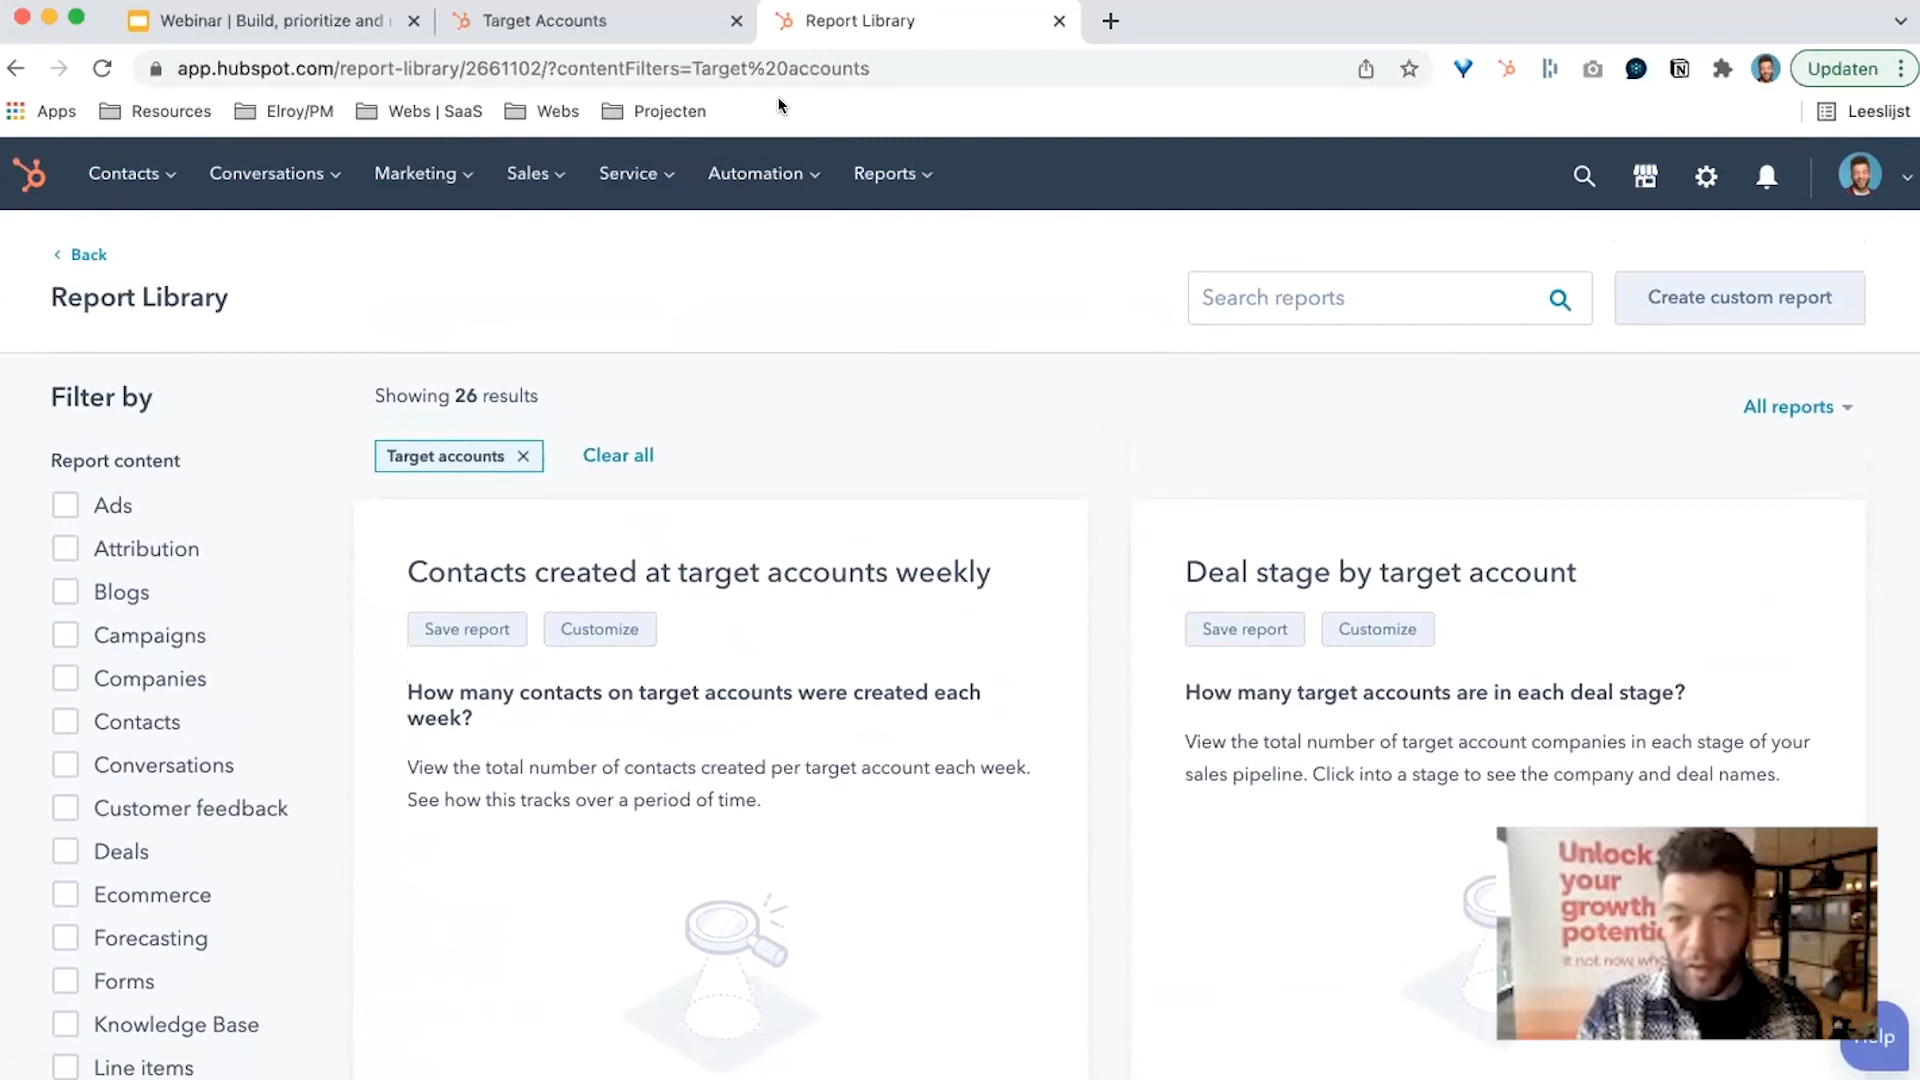 Webinar | Build, prioritize and
Target Accounts
Report Library
app.hubspot.com/report-library/2661102/?contentFilters=Target%20accounts
Updaten
Apps
Resources
Elroy/PM
Webs | SaaS
Webs
Projecten
Leeslijst
Contacts
Conversations
Marketing
Sales
Service
Automation
Reports
Back
Report Library
Search reports
Create custom report
Filter by
Showing 26 results
All reports
Target accounts
Clear all
Report content
Ads
Attribution
Blogs
Campaigns
Companies
Contacts
Conversations
Customer feedback
Deals
Ecommerce
Forecasting
Forms
Knowledge Base
Line items
Contacts created at target accounts weekly
Save report
Customize
How many contacts on target accounts were created each
week?
View the total number of contacts created per target account each week.
See how this tracks over a period of time.
Deal stage by target account
Save report
Customize
How many target accounts are in each deal stage?
View the total number of target account companies in each stage of your
sales pipeline. Click into a stage to see the company and deal names.
Unlock
your
growth
potenti
if not now